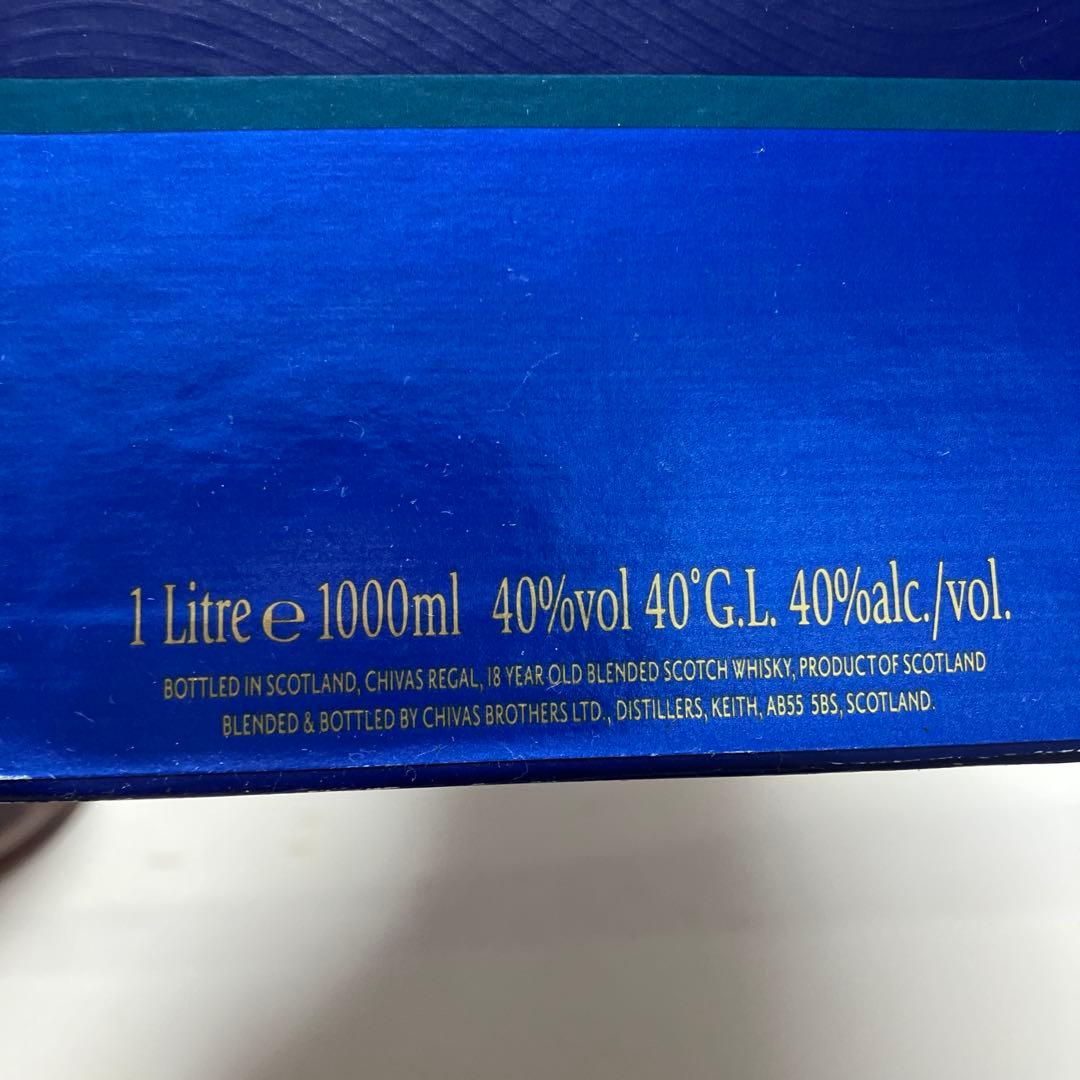 1 Litre ℮ 1000ml 40%vol 40°G.L. 40%alc./vol.
BOTTLED IN SCOTLAND, CHIVAS REGAL, 18 YEAR OLD BLENDED SCOTCH WHISKY, PRODUCT OF SCOTLAND
BLENDED & BOTTLED BY CHIVAS BROTHERS LTD., DISTILLERS, KEITH, AB55 5BS, SCOTLAND.